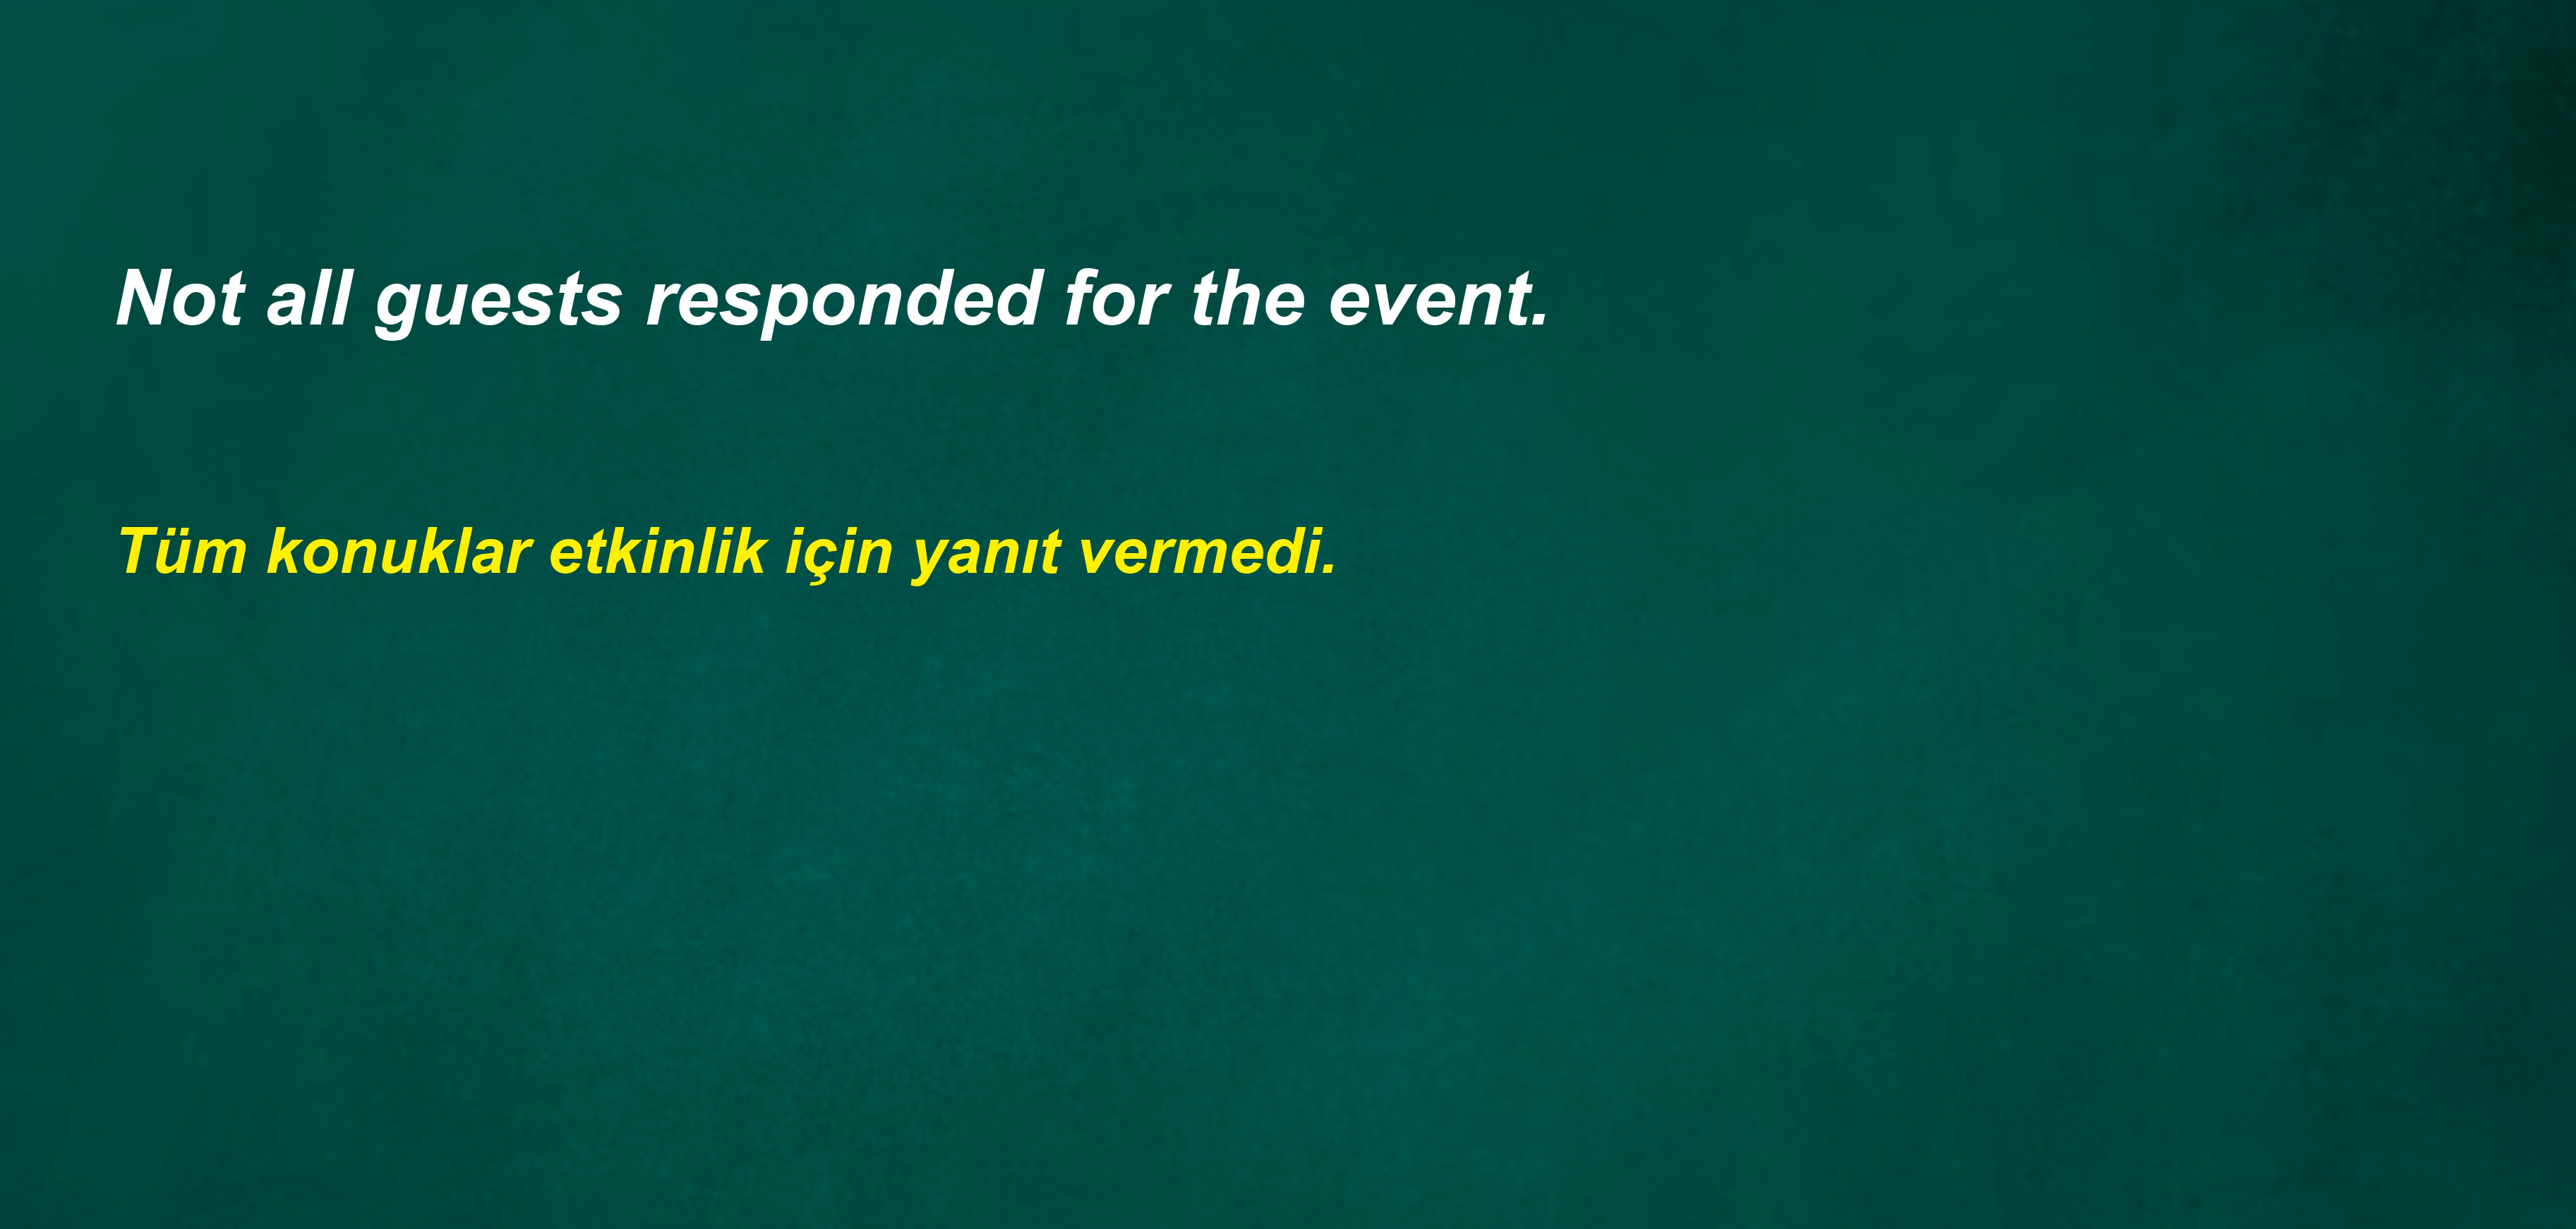 Not all guests responded for the event.
Tüm konuklar etkinlik için yanıt vermedi.